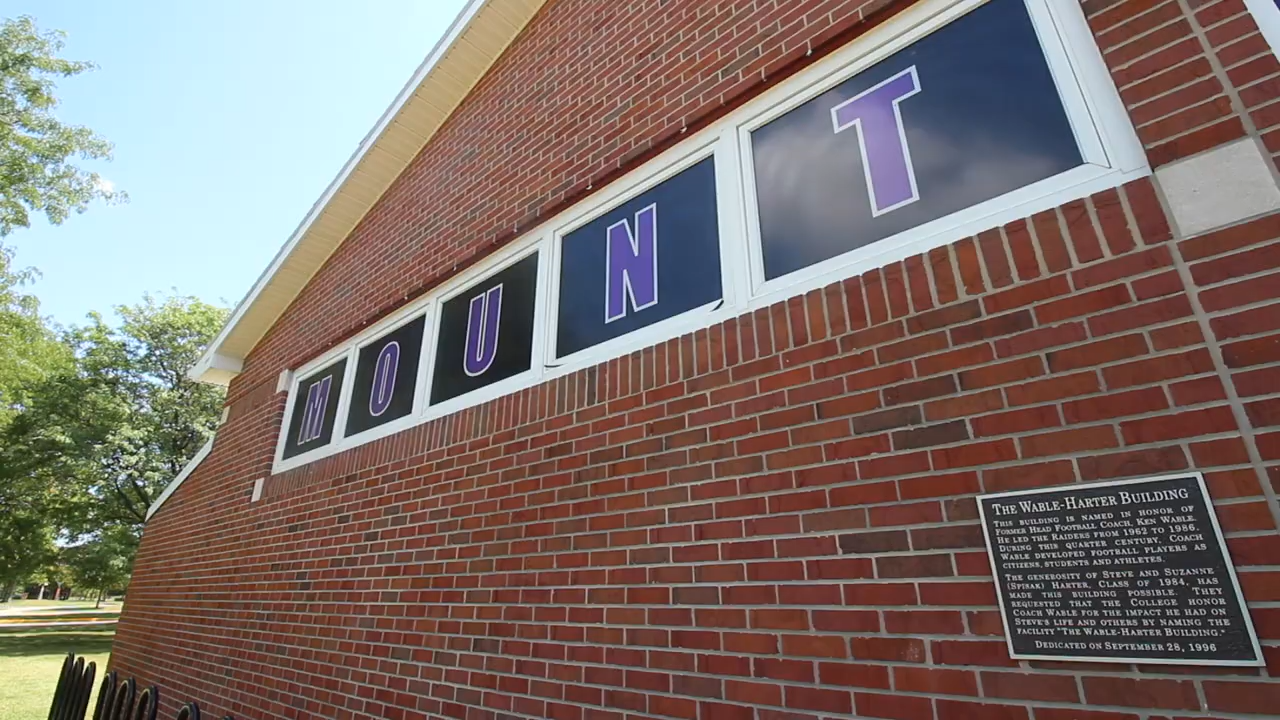 MOUNT
THE WABLE-HARTER BUILDING
THIS BUILDING IS NAMED IN HONOR OF
FORMER HEAD FOOTBALL COACH, KEN WABLE.
HE LED THE RAIDERS FROM 1962 TO 1986.
DURING THIS QUARTER CENTURY, COACH
WABLE DEVELOPED FOOTBALL PLAYERS AS
CITIZENS, STUDENTS AND ATHLETES.
THE GENEROSITY OF STEVE AND SUZANNE
(SPISAK) HARTER, CLASS OF 1984, HAS
MADE THIS BUILDING POSSIBLE. THEY
REQUESTED THAT THE COLLEGE HONOR
COACH WABLE FOR THE IMPACT HE HAD ON
STEVE'S LIFE AND OTHERS BY NAMING THE
FACILITY "THE WABLE-HARTER BUILDING."
DEDICATED ON SEPTEMBER 28, 1996